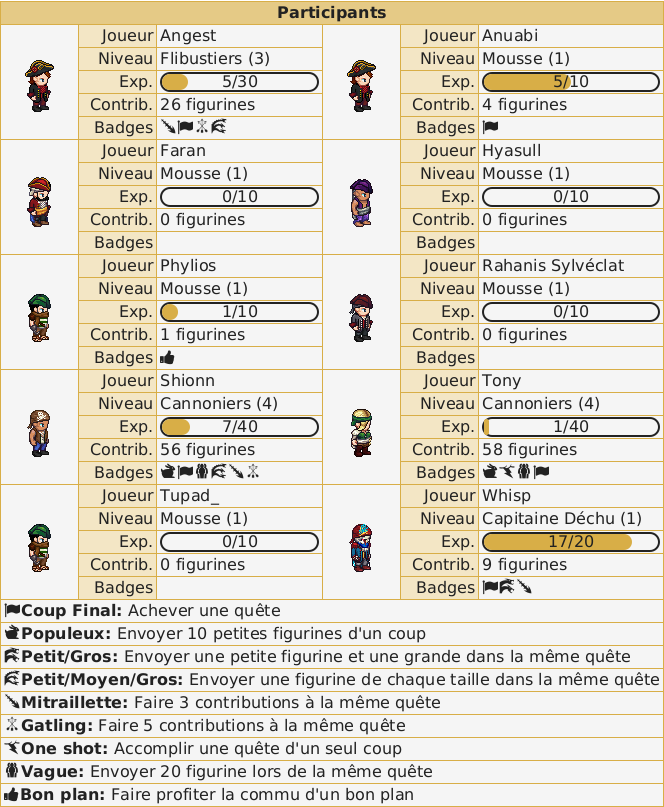 Participants
Joueur Angest
Niveau Flibustiers (3)
Exp. 5/30
Contrib. 26 figurines
Badges
Joueur Anuabi
Niveau Mousse (1)
Exp. 5/10
Contrib. 4 figurines
Badges
Joueur Faran
Niveau Mousse (1)
Exp. 0/10
Contrib. 0 figurines
Badges
Joueur Hyasull
Niveau Mousse (1)
Exp. 0/10
Contrib. 0 figurines
Badges
Joueur Phylios
Niveau Mousse (1)
Exp. 1/10
Contrib. 1 figurines
Badges
Joueur Rahanis Sylvéclat
Niveau Mousse (1)
Exp. 0/10
Contrib. 0 figurines
Badges
Joueur Shionn
Niveau Cannoniers (4)
Exp. 7/40
Contrib. 56 figurines
Badges
Joueur Tony
Niveau Cannoniers (4)
Exp. 1/40
Contrib. 58 figurines
Badges
Joueur Tupad_
Niveau Mousse (1)
Exp. 0/10
Contrib. 0 figurines
Badges
Joueur Whisp
Niveau Capitaine Déchu (1)
Exp. 17/20
Contrib. 9 figurines
Badges
Coup Final: Achever une quête
Populeux: Envoyer 10 petites figurines d'un coup
Petit/Gros: Envoyer une petite figurine et une grande dans la même quête
Petit/Moyen/Gros: Envoyer une figurine de chaque taille dans la même quête
Mitraillette: Faire 3 contributions à la même quête
Gatling: Faire 5 contributions à la même quête
One shot: Accomplir une quête d'un seul coup
Vague: Envoyer 20 figurine lors de la même quête
Bon plan: Faire profiter la commu d'un bon plan